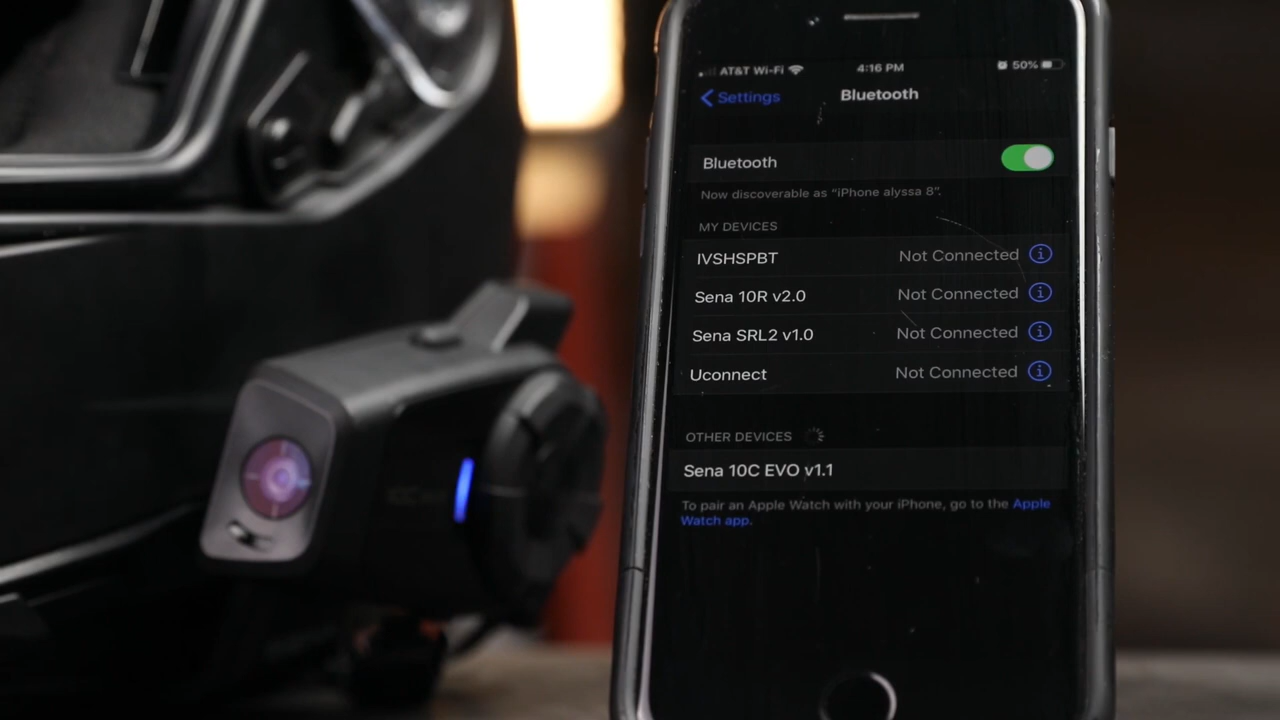 AT&T Wi-Fi 4:16 PM 50%
Settings Bluetooth
Bluetooth
Now discoverable as “iPhone alyssa 8”.
MY DEVICES
IVSHSPBT Not Connected
Sena 10R v2.0 Not Connected
Sena SRL2 v1.0 Not Connected
Uconnect Not Connected
OTHER DEVICES
Sena 10C EVO v1.1
To pair an Apple Watch with your iPhone, go to the Apple
Watch app.